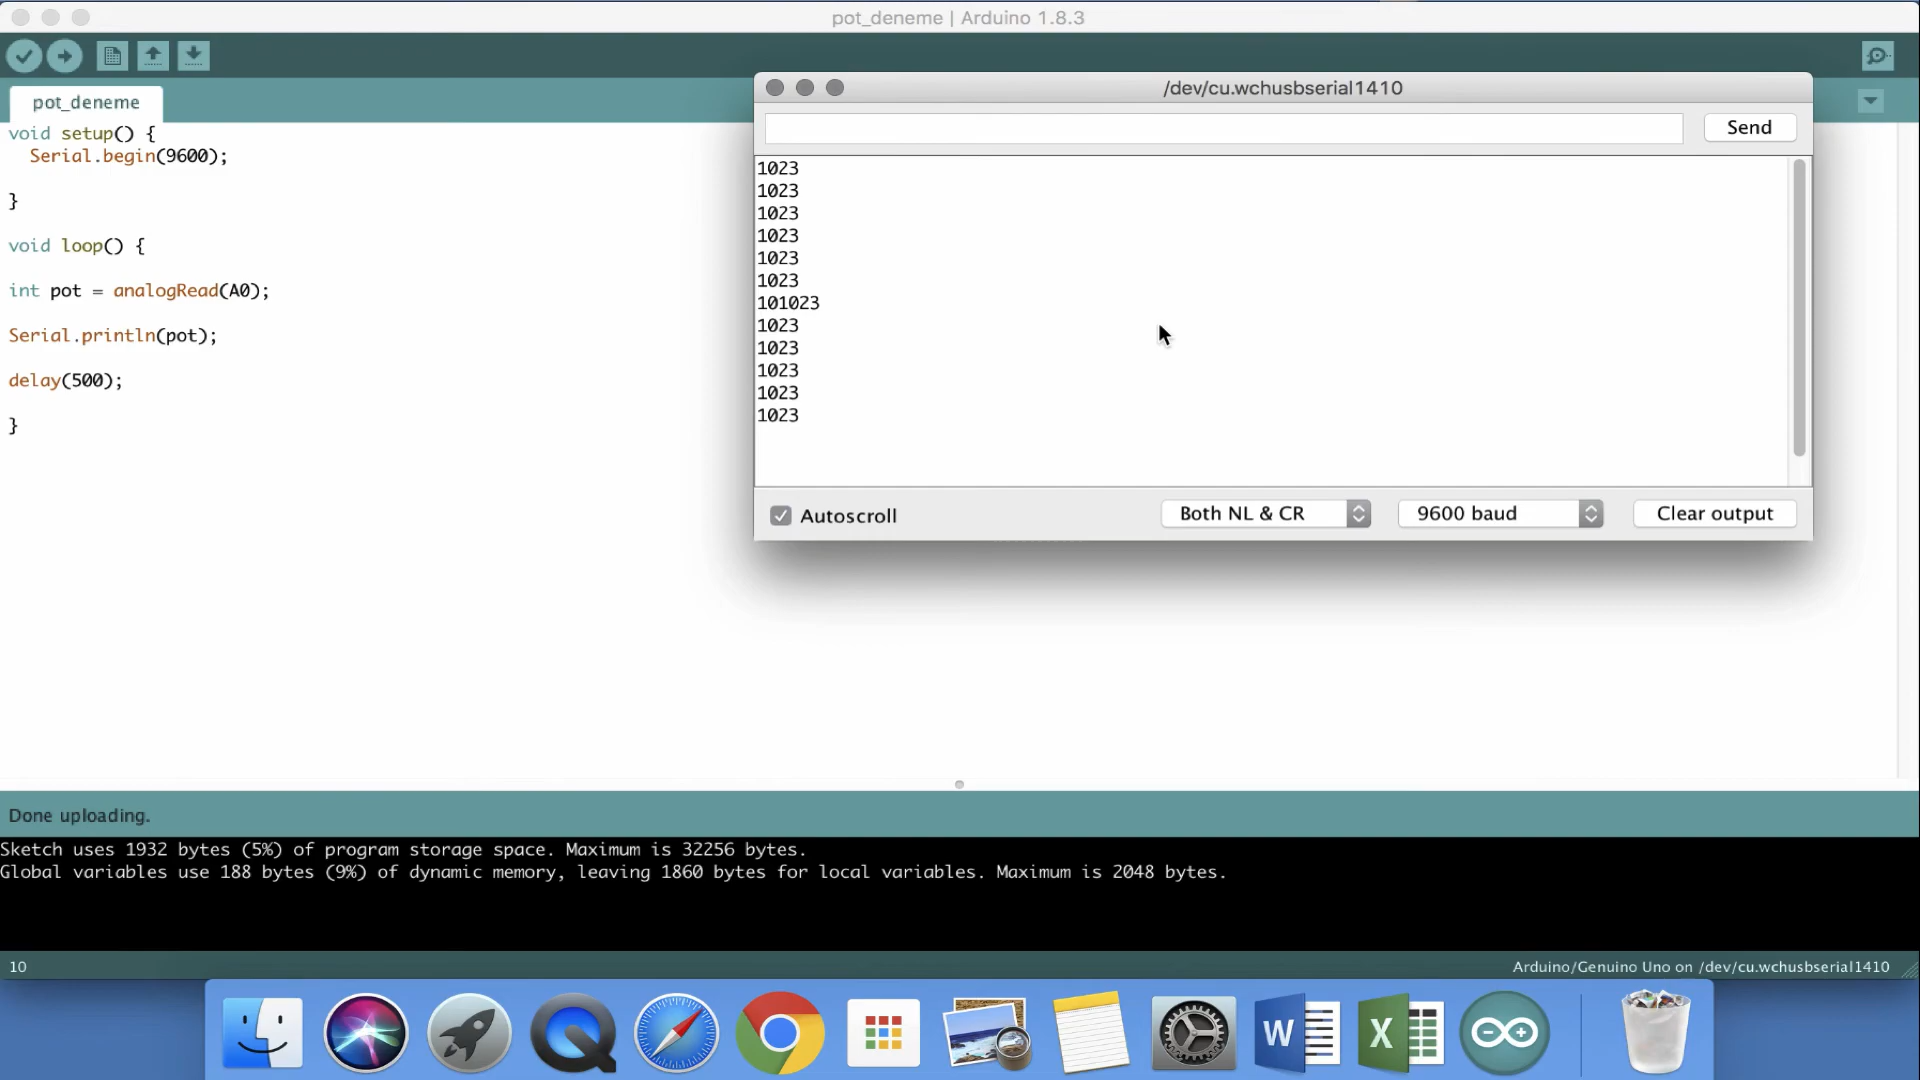 pot_deneme | Arduino 1.8.3
pot_deneme
void setup() {
  Serial.begin(9600);
}
void loop() {
int pot = analogRead(A0);
Serial.println(pot);
delay(500);
}
/dev/cu.wchusbserial1410
Send
1023
1023
1023
1023
1023
1023
101023
1023
1023
1023
1023
1023
Autoscroll
Both NL & CR
9600 baud
Clear output
Done uploading.
Sketch uses 1932 bytes (5%) of program storage space. Maximum is 32256 bytes.
Global variables use 188 bytes (9%) of dynamic memory, leaving 1860 bytes for local variables. Maximum is 2048 bytes.
10
Arduino/Genuino Uno on /dev/cu.wchusbserial1410
W
X